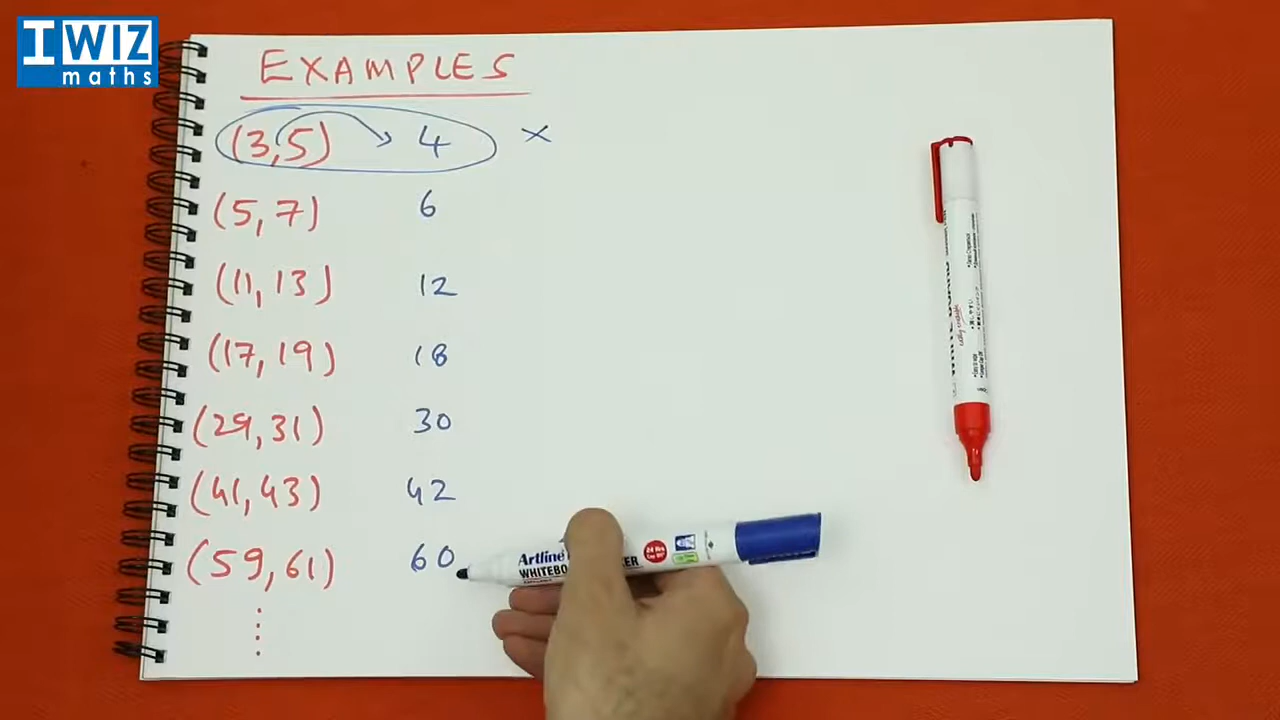 IWIZ
maths
EXAMPLES
(3,5) 4 ×
(5,7) 6
(11,13) 12
(17,19) 18
(29,31) 30
(41,43) 42
(59,61) 60
Artline
WHITEBO
KER